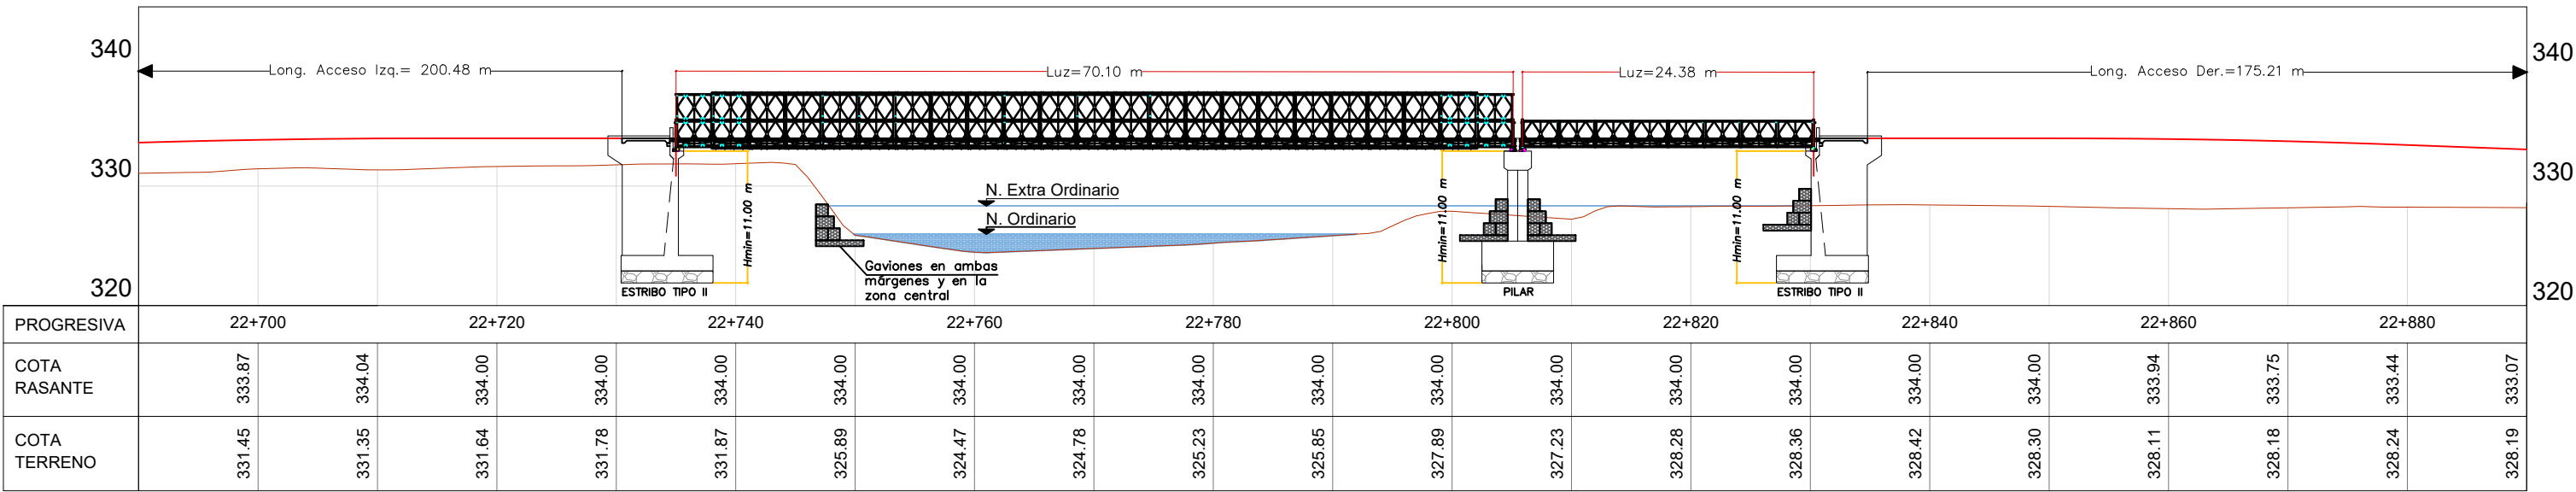 340
340
Long. Acceso Izq.= 200.48 m
Luz=70.10 m
Luz=24.38 m
Long. Acceso Der.=175.21 m
330
330
N. Extra Ordinario
N. Ordinario
Hmin=11.00 m
Hmin=11.00 m
Hmin=11.00 m
Gaviones en ambas
márgenes y en la
zona central
320
320
ESTRIBO TIPO II
PILAR
ESTRIBO TIPO II
PROGRESIVA 22+700 22+720 22+740 22+760 22+780 22+800 22+820 22+840 22+860 22+880
COTA
RASANTE
333.87 334.04 334.00 334.00 334.00 334.00 334.00 334.00 334.00 334.00 334.00 334.00 334.00 334.00 334.00 334.00 333.94 333.75 333.44 333.07
COTA
TERRENO
331.45 331.35 331.64 331.78 331.87 325.89 324.47 324.78 325.23 325.85 327.89 327.23 328.28 328.36 328.42 328.30 328.11 328.18 328.24 328.19